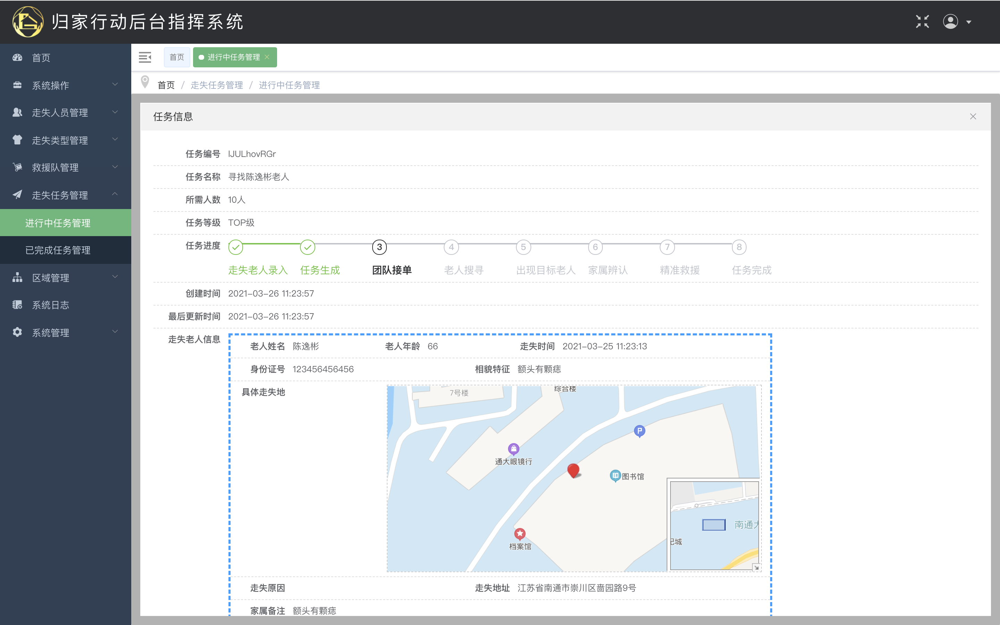 归家行动后台指挥系统
首页
系统操作
走失人员管理
走失类型管理
救援队管理
走失任务管理
进行中任务管理
已完成任务管理
区域管理
系统日志
系统管理
首页 进行中任务管理
首页 / 走失任务管理 / 进行中任务管理
任务信息
任务编号 IJULhovRGr
任务名称 寻找陈逸彬老人
所需人数 10人
任务等级 TOP级
任务进度 3 4 5 6 7 8
走失老人录入 任务生成 团队接单 老人搜寻 出现目标老人 家属辨认 精准救援 任务完成
创建时间 2021-03-26 11:23:57
最后更新时间 2021-03-26 11:23:57
走失老人信息
老人姓名 陈逸彬 老人年龄 66 走失时间 2021-03-25 11:23:13
身份证号 123456456456 相貌特征 额头有颗痣
具体走失地
综合楼
7号楼
P
通大眼镜行
图书馆
南通大
城
档案馆
走失原因 走失地址 江苏省南通市崇川区啬园路9号
家属备注 额头有颗痣